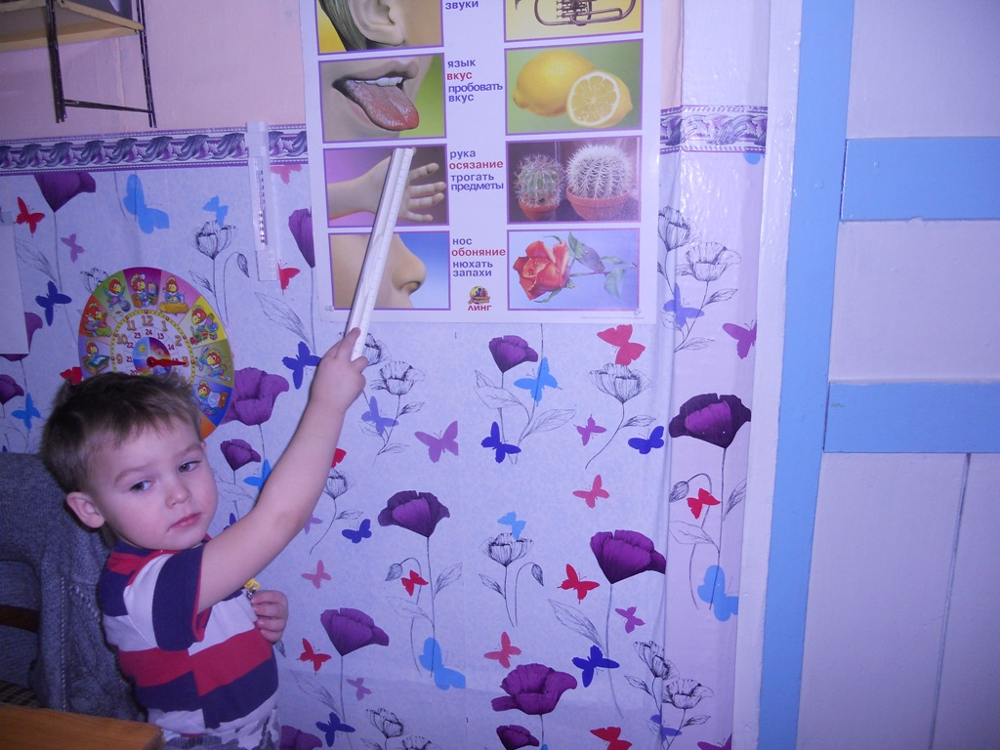 звуки
язык
вкус
пробовать
вкус
рука
осязание
трогать
предметы
нос
обоняние
нюхать
запахи
ЛИНГ